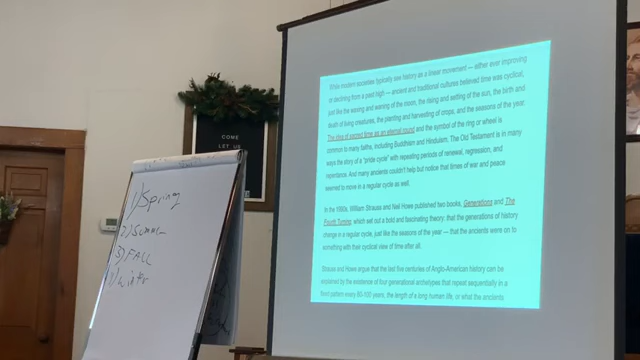 COME
LET US
1) Spring
2) Summer
3) FALL
While modern societies typically see history as a linear movement — either ever improving
or declining from a past high — ancient and traditional cultures believed time was cyclical,
just like the waxing and waning of the moon, the rising and setting of the sun, the birth and
death of living creatures, the planting and harvesting of crops, and the seasons of the year.
The idea of sacred time as an eternal round and the symbol of the ring or wheel is
common to many faiths, including Buddhism and Hinduism. The Old Testament is in many
ways the story of a "pride cycle" with repeating periods of renewal, regression, and
repentance. And many ancients couldn't help but notice that times of war and peace
seemed to move in a regular cycle as well.
In the 1990s, William Strauss and Neil Howe published two books, Generations and The
Fourth Turning, which set out a bold and fascinating theory: that the generations of history
change in a regular cycle, just like the seasons of the year — that the ancients were on to
something with their cyclical view of time after all.
Strauss and Howe argue that the last five centuries of Anglo-American history can be
explained by the existence of four generational archetypes that repeat sequentially in a
fixed pattern every 80-100 years, the length of a long human life, or what the ancients